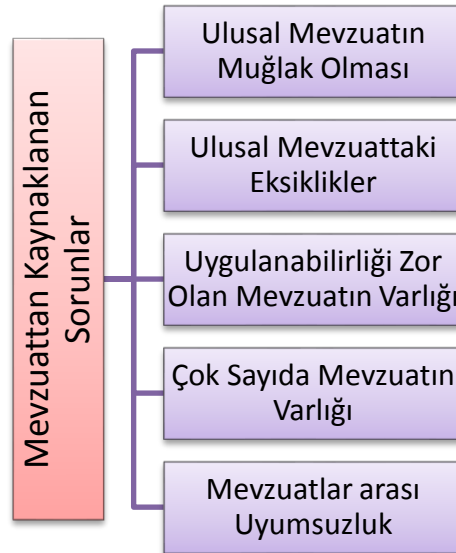 Mevzuattan Kaynaklanan
Sorunlar
Ulusal Mevzuatın
Muğlak Olması
Ulusal Mevzuattaki
Eksiklikler
Uygulanabilirliği Zor
Olan Mevzuatın Varlığı
Çok Sayıda Mevzuatın
Varlığı
Mevzuatlar arası
Uyumsuzluk